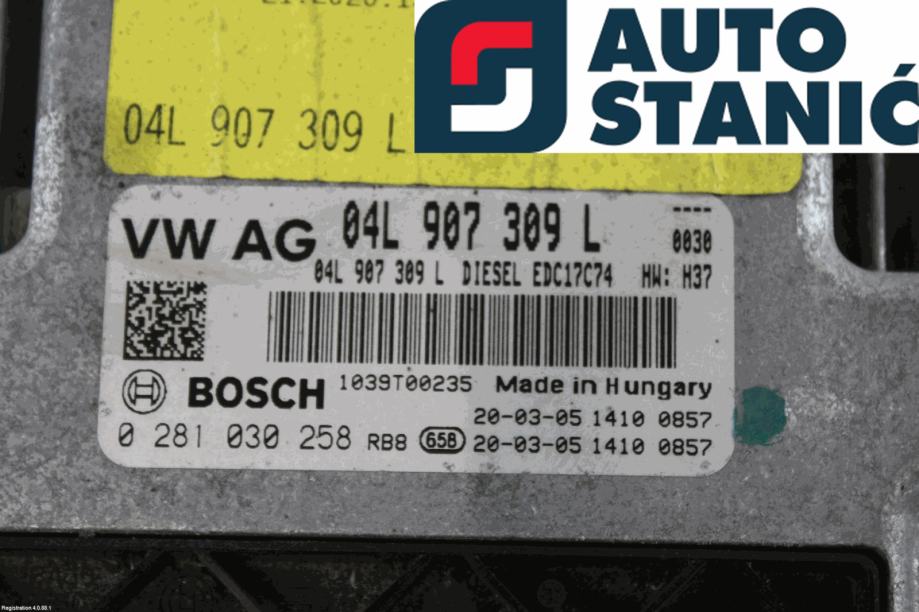 AUTO
STANIĆ
04L 907 309 L
VW AG 04L 907 309 L ----
0030
04L 907 309 L DIESEL EDC17C74 HW: H37
BOSCH 1039T00235 Made in Hungary
20-03-05 1410 0857
0 281 030 258 RB8 65B 20-03-05 1410 0857
Registration 4.0.88.1